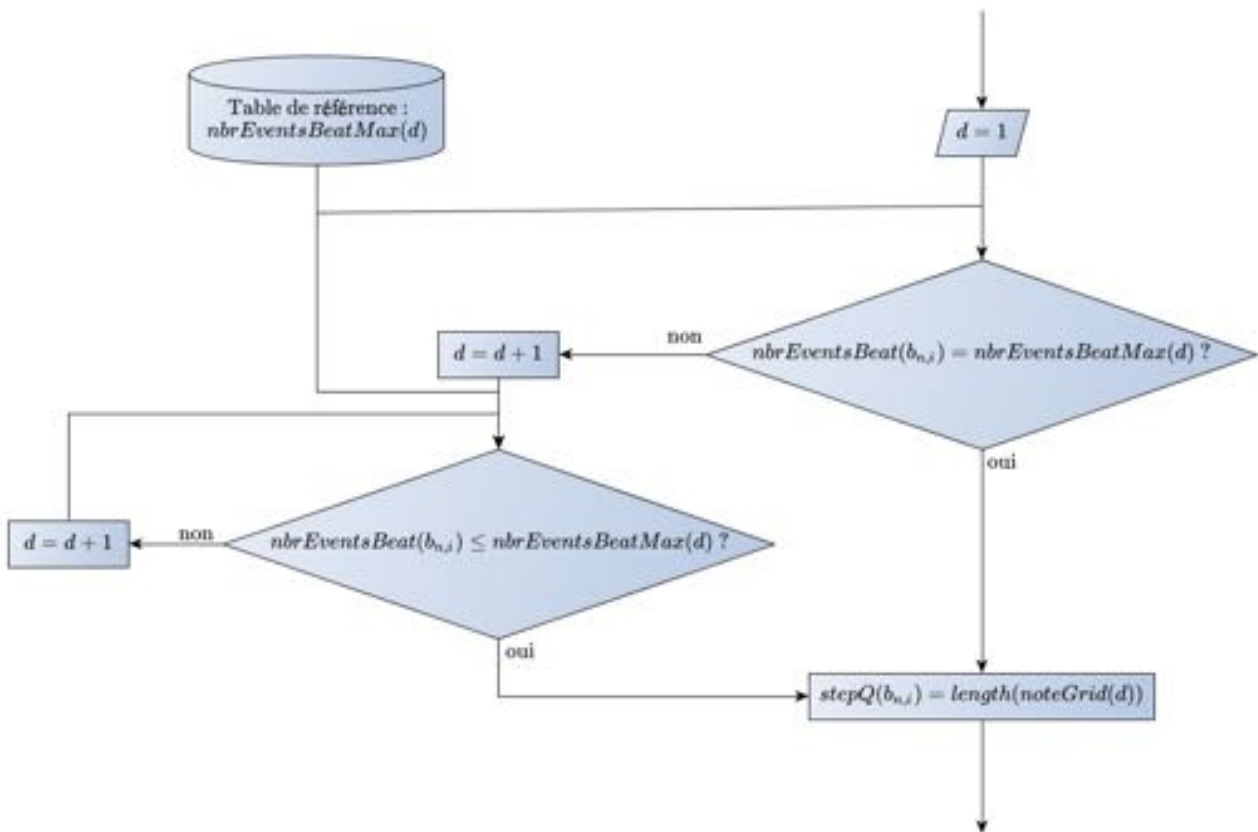 Table de référence :
nbrEventsBeatMax(d)
d = 1
nbrEventsBeat(b_{n,i}) = nbrEventsBeatMax(d) ?
non
d = d + 1
oui
nbrEventsBeat(b_{n,i}) ≤ nbrEventsBeatMax(d) ?
non
d = d + 1
oui
stepQ(b_{n,i}) = length(noteGrid(d))